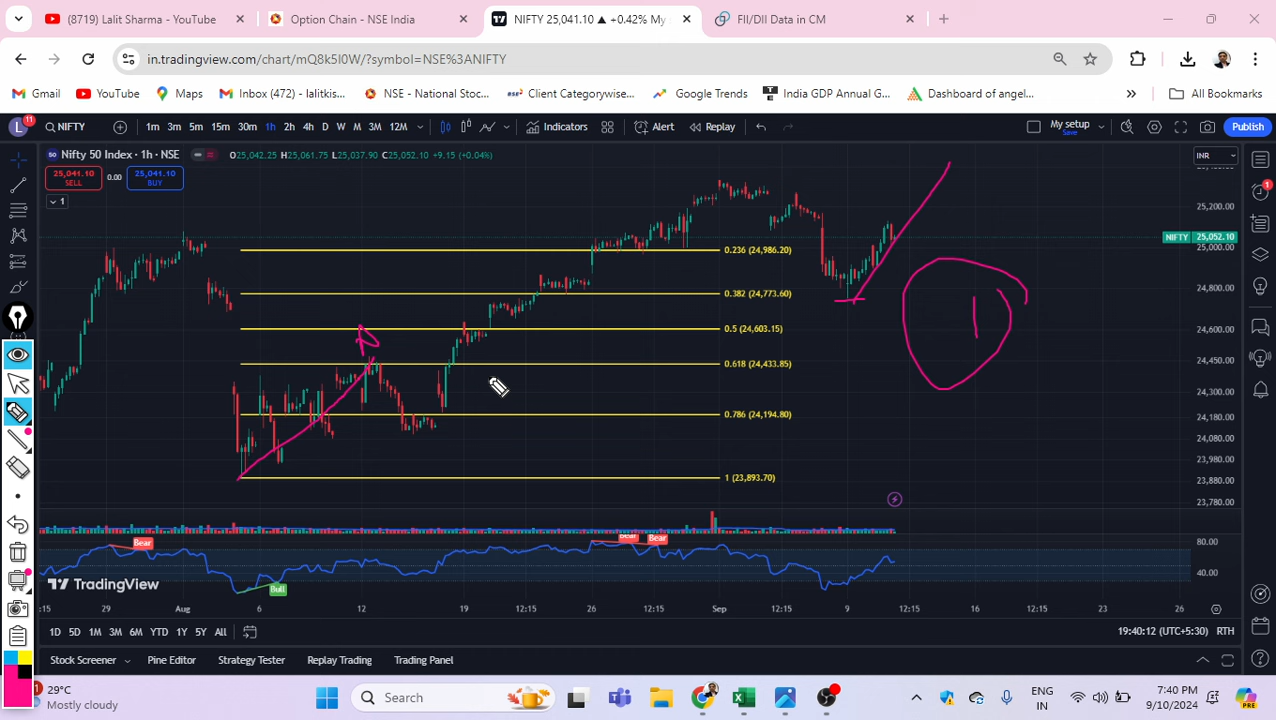 (8719) Lalit Sharma - YouTube
Option Chain - NSE India
NIFTY 25,041.10 ▲ +0.42% My
FII/DII Data in CM
in.tradingview.com/chart/mQ8k5I0W/?symbol=NSE%3ANIFTY
Gmail YouTube Maps Inbox (472) - lalitkis... NSE - National Stoc... Client Categorywise... Google Trends India GDP Annual G... Dashboard of angel... » All Bookmarks
L 11 NIFTY 1m 3m 5m 15m 30m 1h 2h 4h D W M 3M 12M Indicators Alert Replay My setup Save Publish
50 Nifty 50 Index · 1h · NSE O25,042.25 H25,061.75 L25,037.90 C25,052.10 +9.15 (+0.04%) INR
25,041.10 SELL 0.00 25,041.10 BUY
1
25,200.00
NIFTY 25,052.10
25,000.00
0.236 (24,986.20)
24,800.00
0.382 (24,773.60)
0.5 (24,603.15)
24,600.00
0.618 (24,433.85)
24,450.00
24,300.00
0.786 (24,194.80)
24,180.00
24,080.00
23,980.00
1 (23,893.70)
23,880.00
23,780.00
Bear Bear Bear
80.00
40.00
Bull
TradingView
:15 29 Aug 6 12 19 12:15 26 12:15 Sep 12:15 9 12:15 16 12:15 23 26
1D 5D 1M 3M 6M YTD 1Y 5Y All 19:40:12 (UTC+5:30) RTH
Stock Screener Pine Editor Strategy Tester Replay Trading Trading Panel
1
29°C
Mostly cloudy
Search
ENG
IN
7:40 PM
9/10/2024
PRE